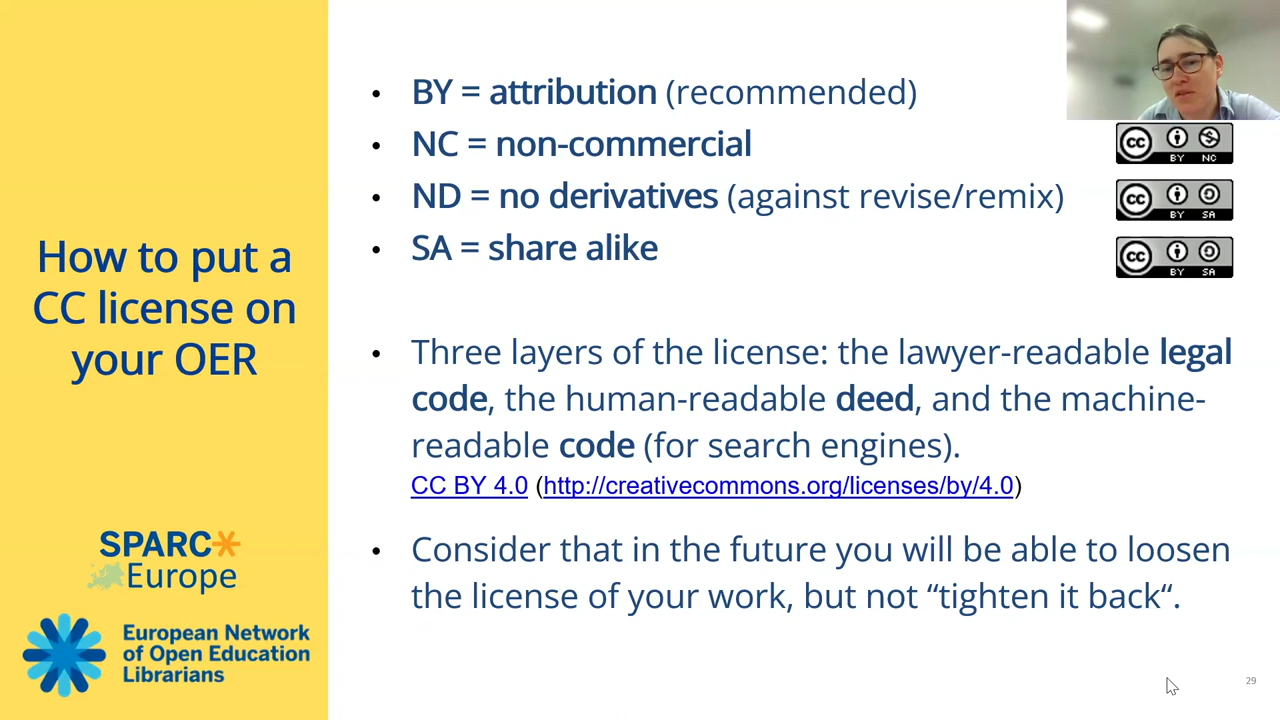 How to put a
CC license on
your OER
SPARC
Europe
European Network
of Open Education
Librarians
• BY = attribution (recommended)
• NC = non-commercial
• ND = no derivatives (against revise/remix)
• SA = share alike
cc BY NC
cc BY SA
cc BY SA
• Three layers of the license: the lawyer-readable legal
code, the human-readable deed, and the machine-
readable code (for search engines).
CC BY 4.0 (http://creativecommons.org/licenses/by/4.0)
• Consider that in the future you will be able to loosen
the license of your work, but not “tighten it back“.
29